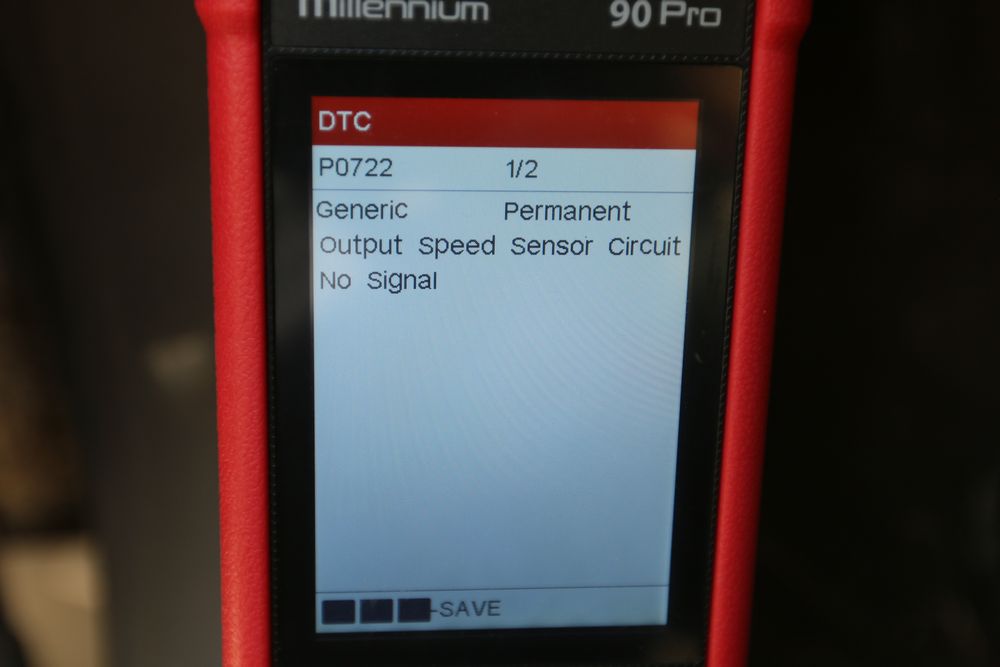 Millennium 90 Pro
DTC
P0722 1/2
Generic Permanent
Output Speed Sensor Circuit
No Signal
-SAVE